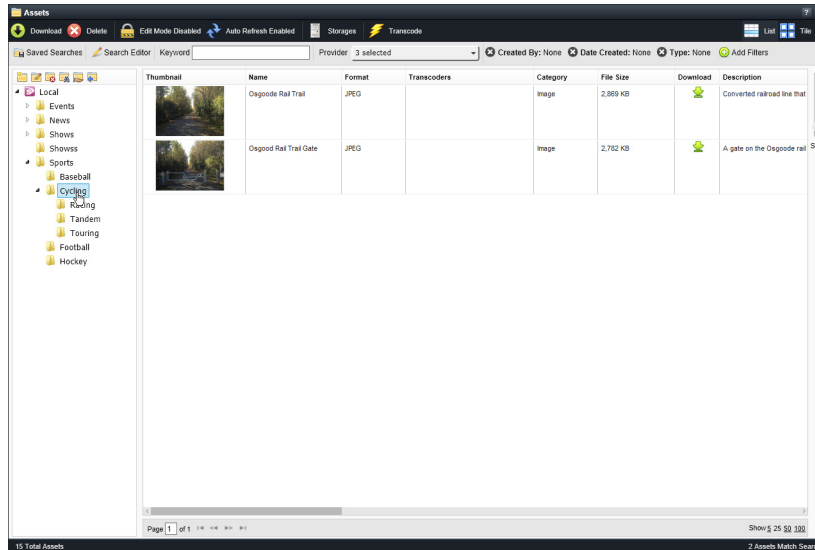 Assets ?
Download Delete Edit Mode Disabled Auto Refresh Enabled Storages Transcode List Tile
Saved Searches Search Editor Keyword Provider 3 selected Created By: None Date Created: None Type: None Add Filters
Thumbnail Name Format Transcoders Category File Size Download Description
Local
Events
News
Shows
Showss
Sports
Baseball
Cycling
Racing
Tandem
Touring
Football
Hockey
Osgoode Rail Trail JPEG Image 2,869 KB Converted railroad line that
Osgood Rail Trail Gate JPEG Image 2,782 KB A gate on the Osgoode rail
S
Page 1 of 1 Show 5 25 50 100
15 Total Assets 2 Assets Match Sear